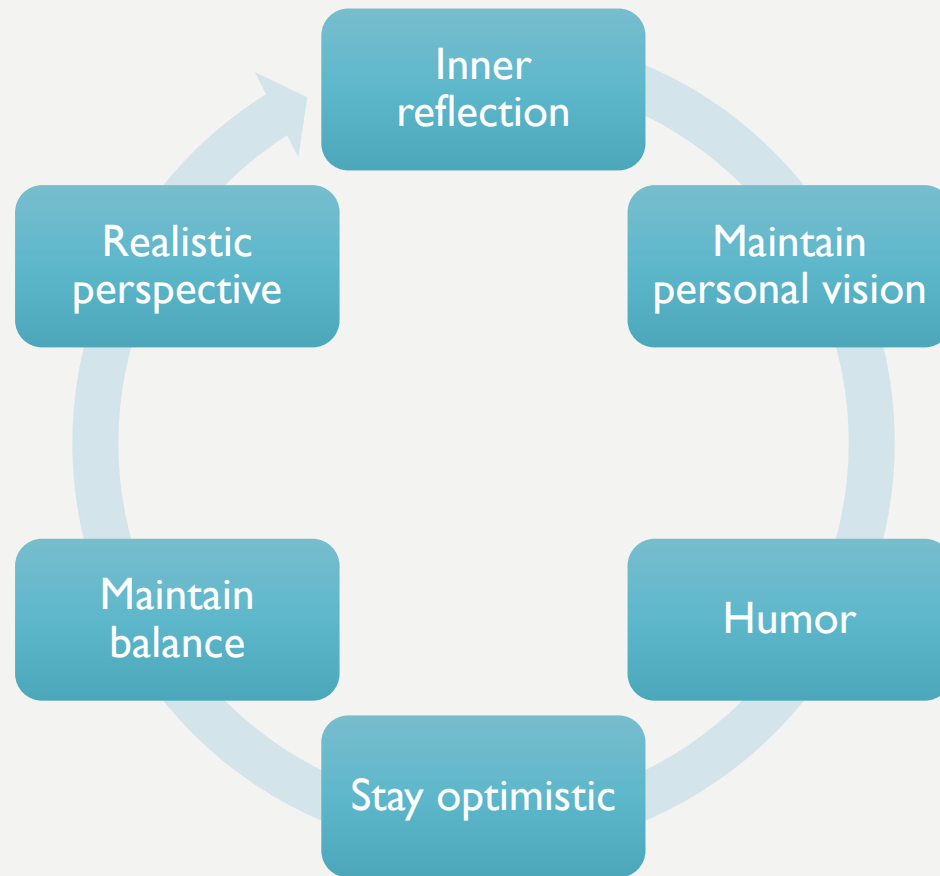 Inner
reflection
Maintain
personal vision
Humor
Stay optimistic
Maintain
balance
Realistic
perspective